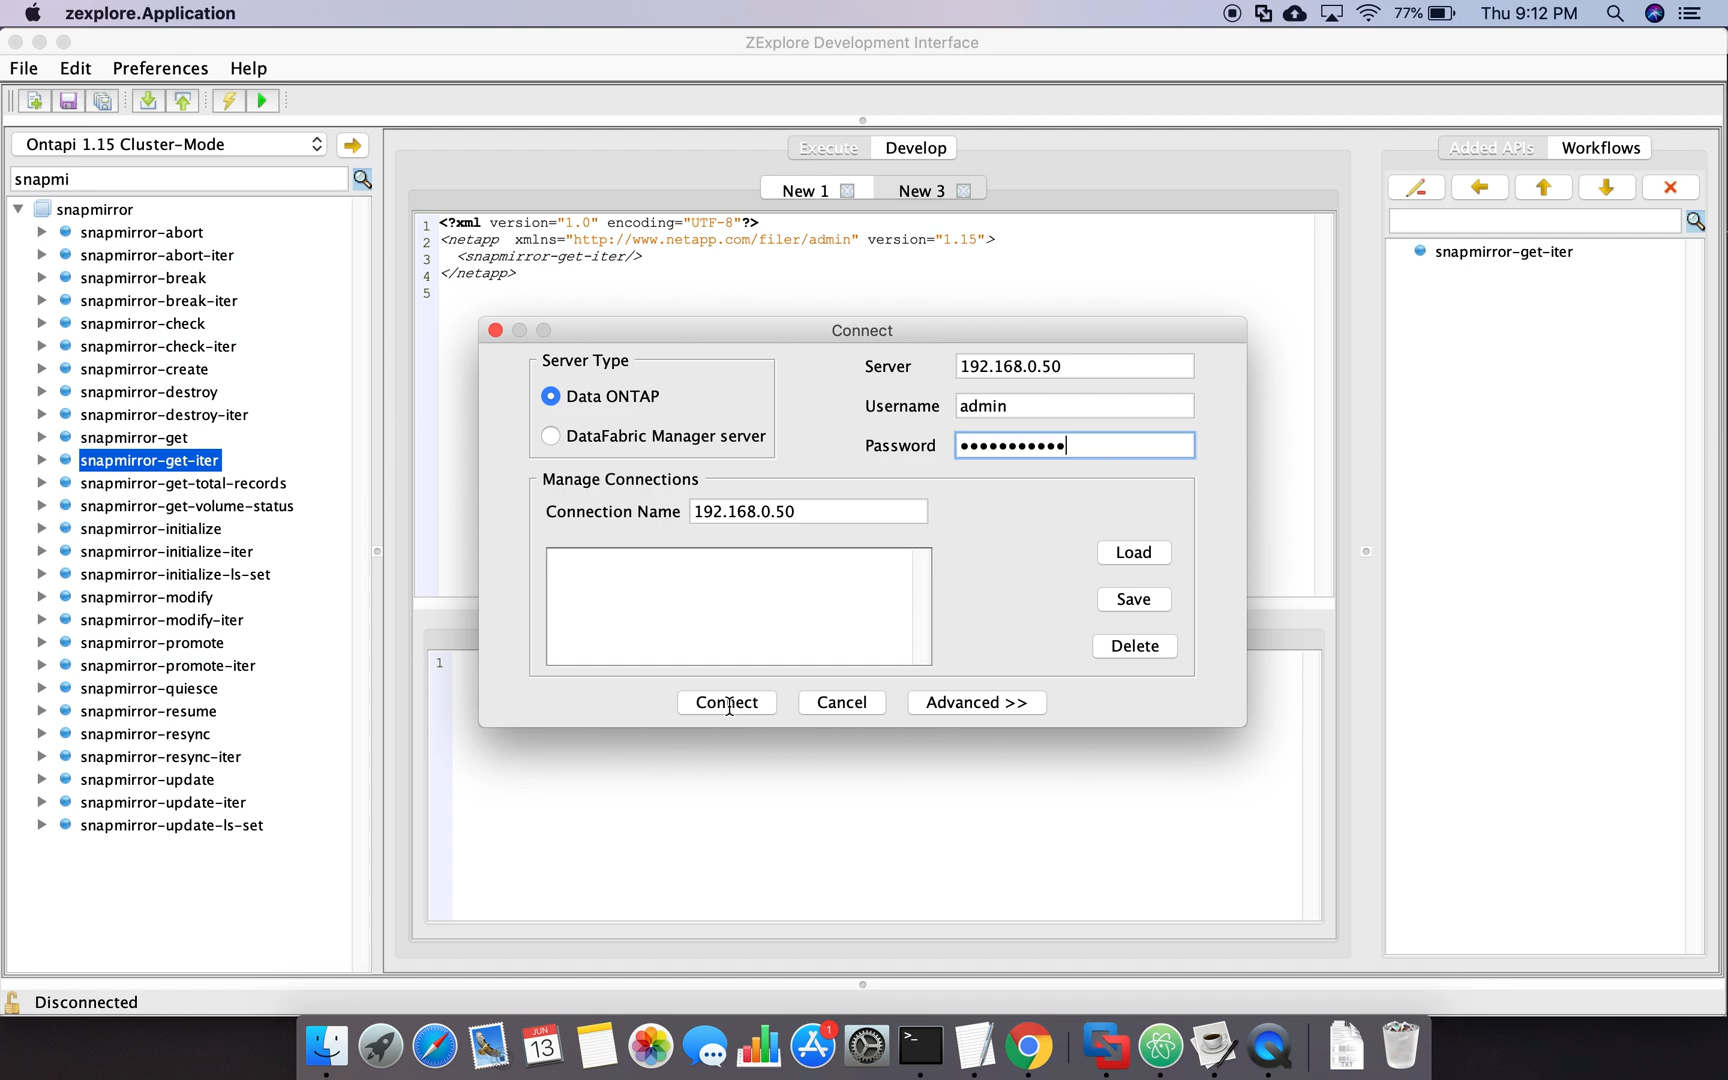 zexplore.Application
77%
Thu 9:12 PM
ZExplore Development Interface
File Edit Preferences Help
Ontapi 1.15 Cluster-Mode
snapmi
snapmirror
snapmirror-abort
snapmirror-abort-iter
snapmirror-break
snapmirror-break-iter
snapmirror-check
snapmirror-check-iter
snapmirror-create
snapmirror-destroy
snapmirror-destroy-iter
snapmirror-get
snapmirror-get-iter
snapmirror-get-total-records
snapmirror-get-volume-status
snapmirror-initialize
snapmirror-initialize-iter
snapmirror-initialize-ls-set
snapmirror-modify
snapmirror-modify-iter
snapmirror-promote
snapmirror-promote-iter
snapmirror-quiesce
snapmirror-resume
snapmirror-resync
snapmirror-resync-iter
snapmirror-update
snapmirror-update-iter
snapmirror-update-ls-set
Execute Develop
New 1 New 3
1 <?xml version="1.0" encoding="UTF-8"?>
2 <netapp xmlns="http://www.netapp.com/filer/admin" version="1.15">
3 <snapmirror-get-iter/>
4 </netapp>
5
Connect
Server Type
Data ONTAP
DataFabric Manager server
Server 192.168.0.50
Username admin
Password •••••••••••
Manage Connections
Connection Name 192.168.0.50
Load
Save
Delete
Connect Cancel Advanced >>
1
Added APIs Workflows
snapmirror-get-iter
Disconnected
JUN
13
1
>_
.TXT